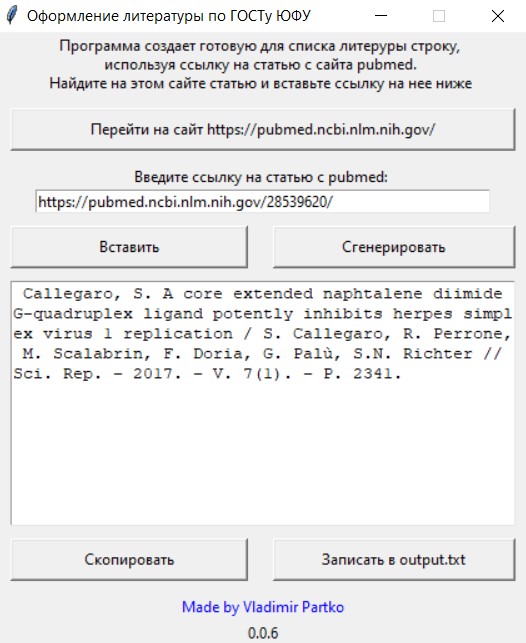 Оформление литературы по ГОСТу ЮФУ
Программа создает готовую для списка литеруры строку,
используя ссылку на статью с сайта pubmed.
Найдите на этом сайте статью и вставьте ссылку на нее ниже
Перейти на сайт https://pubmed.ncbi.nlm.nih.gov/
Введите ссылку на статью с pubmed:
https://pubmed.ncbi.nlm.nih.gov/28539620/
Вставить
Сгенерировать
Callegaro, S. A core extended naphtalene diimide
G-quadruplex ligand potently inhibits herpes simpl
ex virus 1 replication / S. Callegaro, R. Perrone,
M. Scalabrin, F. Doria, G. Palù, S.N. Richter //
Sci. Rep. – 2017. – V. 7(1). – P. 2341.
Скопировать
Записать в output.txt
Made by Vladimir Partko
0.0.6